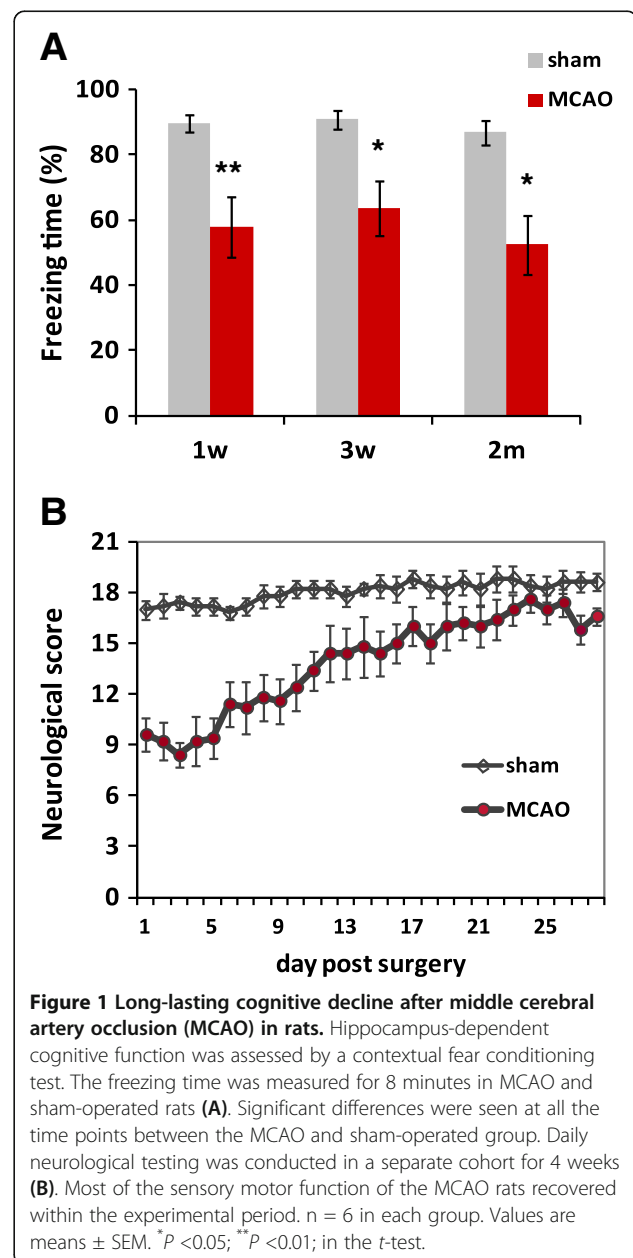 A
sham
MCAO
100
80
60
40
20
0
Freezing time (%)
**
*
*
1w 3w 2m
B
21
18
15
12
9
6
3
0
Neurological score
sham
MCAO
1 5 9 13 17 21 25
day post surgery
Figure 1 Long-lasting cognitive decline after middle cerebral
artery occlusion (MCAO) in rats. Hippocampus-dependent
cognitive function was assessed by a contextual fear conditioning
test. The freezing time was measured for 8 minutes in MCAO and
sham-operated rats (A). Significant differences were seen at all the
time points between the MCAO and sham-operated group. Daily
neurological testing was conducted in a separate cohort for 4 weeks
(B). Most of the sensory motor function of the MCAO rats recovered
within the experimental period. n = 6 in each group. Values are
means ± SEM. *P <0.05; **P <0.01; in the t-test.